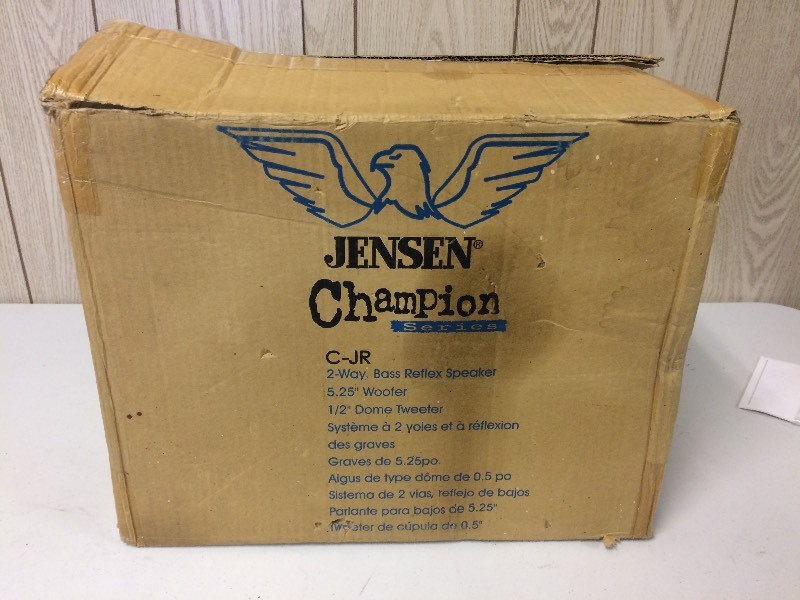 JENSEN®
Champion
Series
C-JR
2-Way, Bass Reflex Speaker
5.25" Woofer
1/2" Dome Tweeter
Système à 2 voies et à réflexion
des graves
Graves de 5.25po.
Aigus de type dôme de 0.5 po
Sistema de 2 vias, reflejo de bajos
Parlante para bajos de 5.25"
Tweeter de cúpula de 0.5"